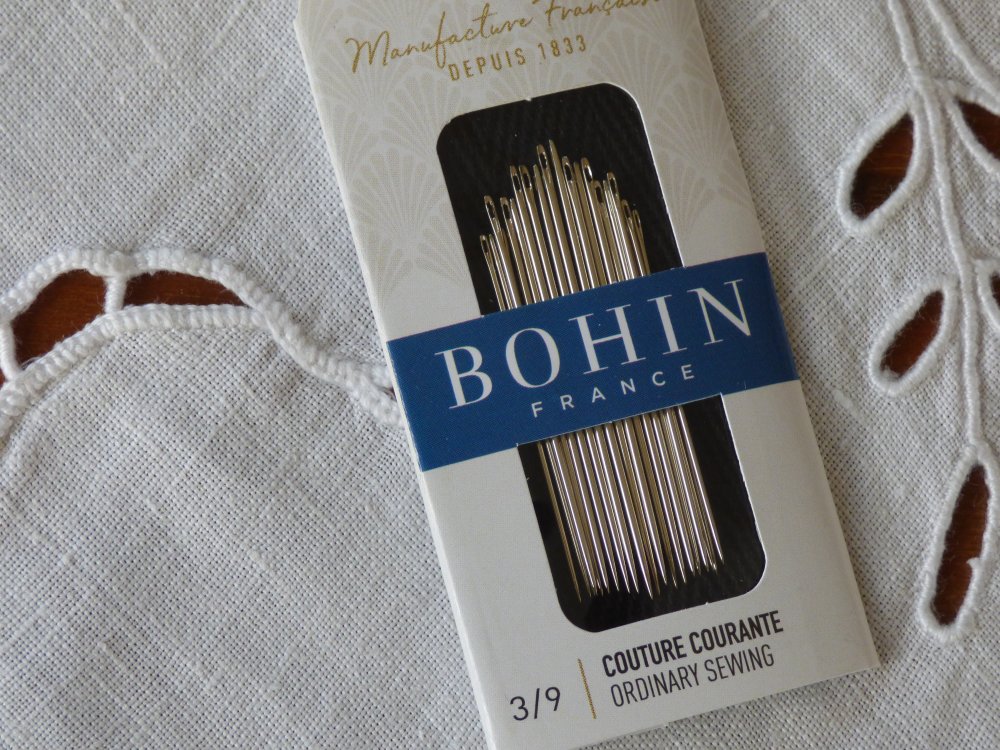 Manufacture Française
DEPUIS 1833
BOHIN
FRANCE
3/9
COUTURE COURANTE
ORDINARY SEWING